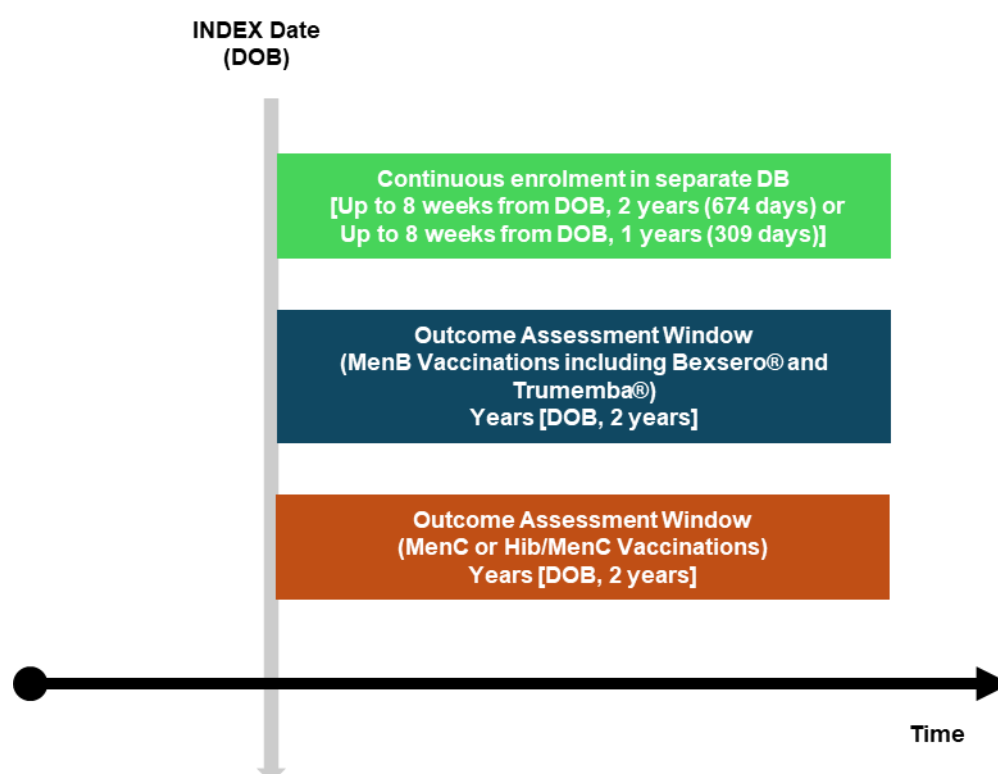 INDEX Date
(DOB)
Continuous enrolment in separate DB
[Up to 8 weeks from DOB, 2 years (674 days) or
Up to 8 weeks from DOB, 1 years (309 days)]
Outcome Assessment Window
(MenB Vaccinations including Bexsero® and
Trumemba®)
Years [DOB, 2 years]
Outcome Assessment Window
(MenC or Hib/MenC Vaccinations)
Years [DOB, 2 years]
Time